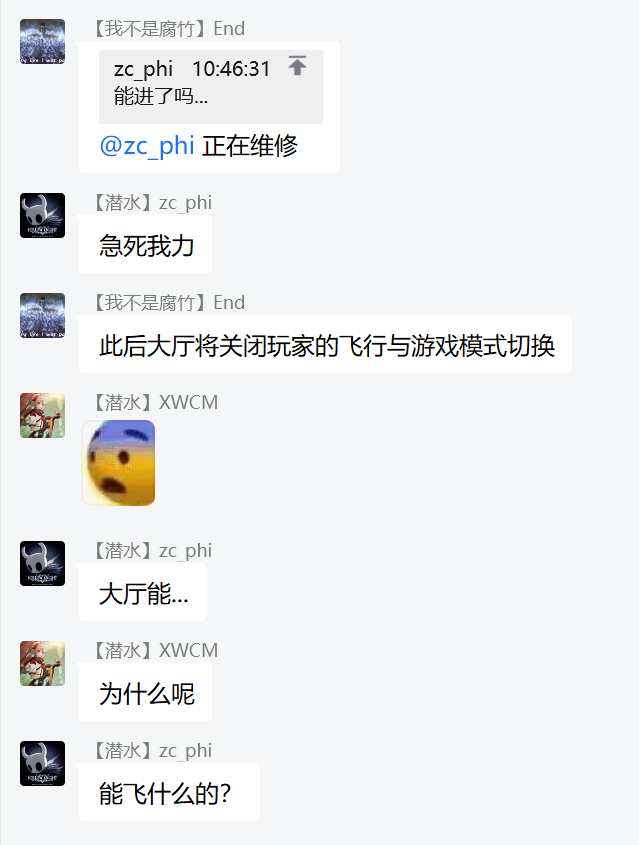 【我不是腐竹】End
zc_phi 10:46:31
能进了吗...
@zc_phi 正在维修
【潜水】zc_phi
急死我力
【我不是腐竹】End
此后大厅将关闭玩家的飞行与游戏模式切换
【潜水】XWCM
【潜水】zc_phi
大厅能...
【潜水】XWCM
为什么呢
【潜水】zc_phi
能飞什么的?